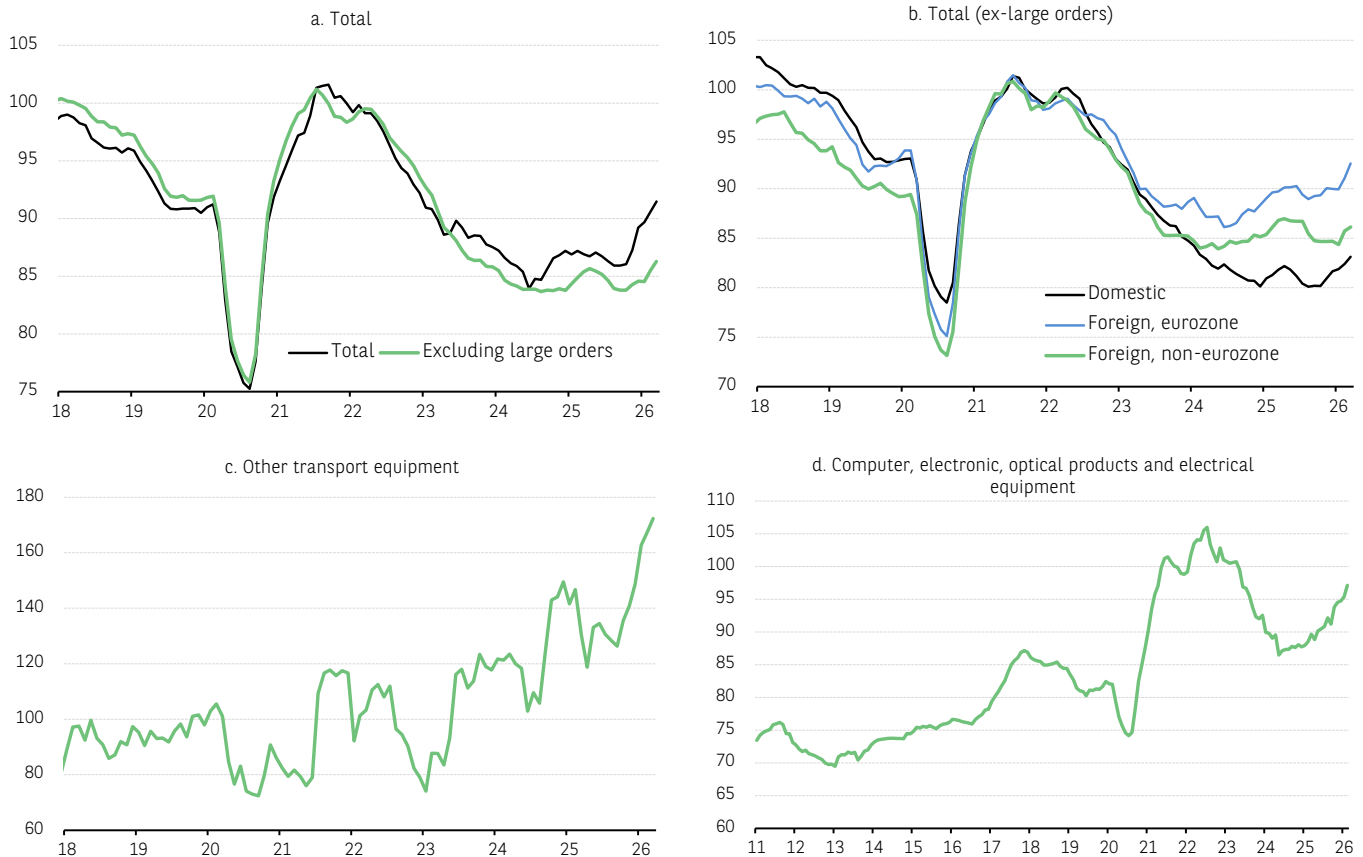 a. Total
105
100
95
90
85
80
75
Total Excluding large orders
18 19 20 21 22 23 24 25 26
b. Total (ex-large orders)
105
100
95
90
85
80
75
70
Domestic
Foreign, eurozone
Foreign, non-eurozone
18 19 20 21 22 23 24 25 26
c. Other transport equipment
180
160
140
120
100
80
60
18 19 20 21 22 23 24 25 26
d. Computer, electronic, optical products and electrical
equipment
110
105
100
95
90
85
80
75
70
65
60
11 12 13 14 15 16 17 18 19 20 21 22 23 24 25 26